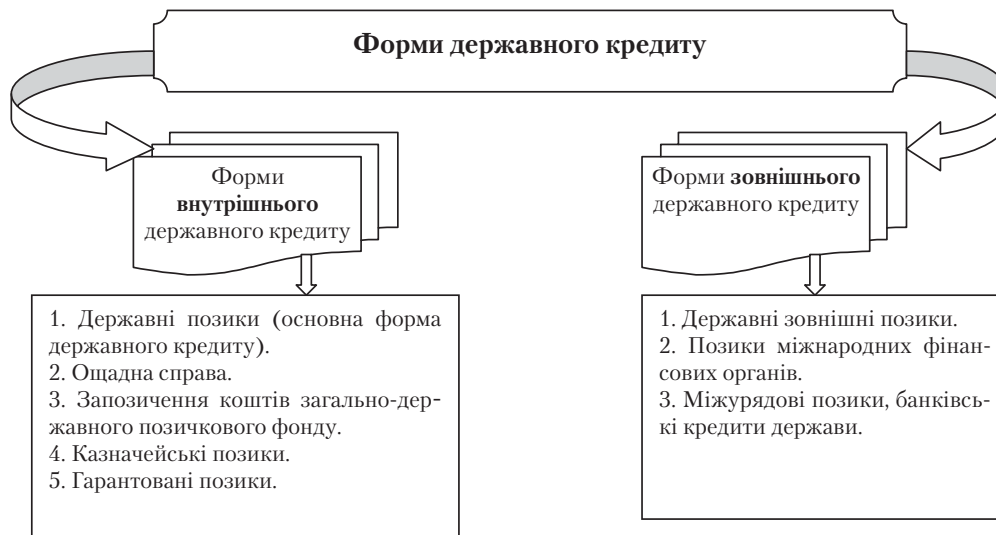 Форми державного кредиту
Форми
внутрішнього
державного кредиту
1. Державні позики (основна форма
державного кредиту).
2. Ощадна справа.
3. Запозичення коштів загально-дер-
жавного позичкового фонду.
4. Казначейські позики.
5. Гарантовані позики.
Форми зовнішнього
державного кредиту
1. Державні зовнішні позики.
2. Позики міжнародних фінан-
сових органів.
3. Міжурядові позики, банківсь-
кі кредити держави.